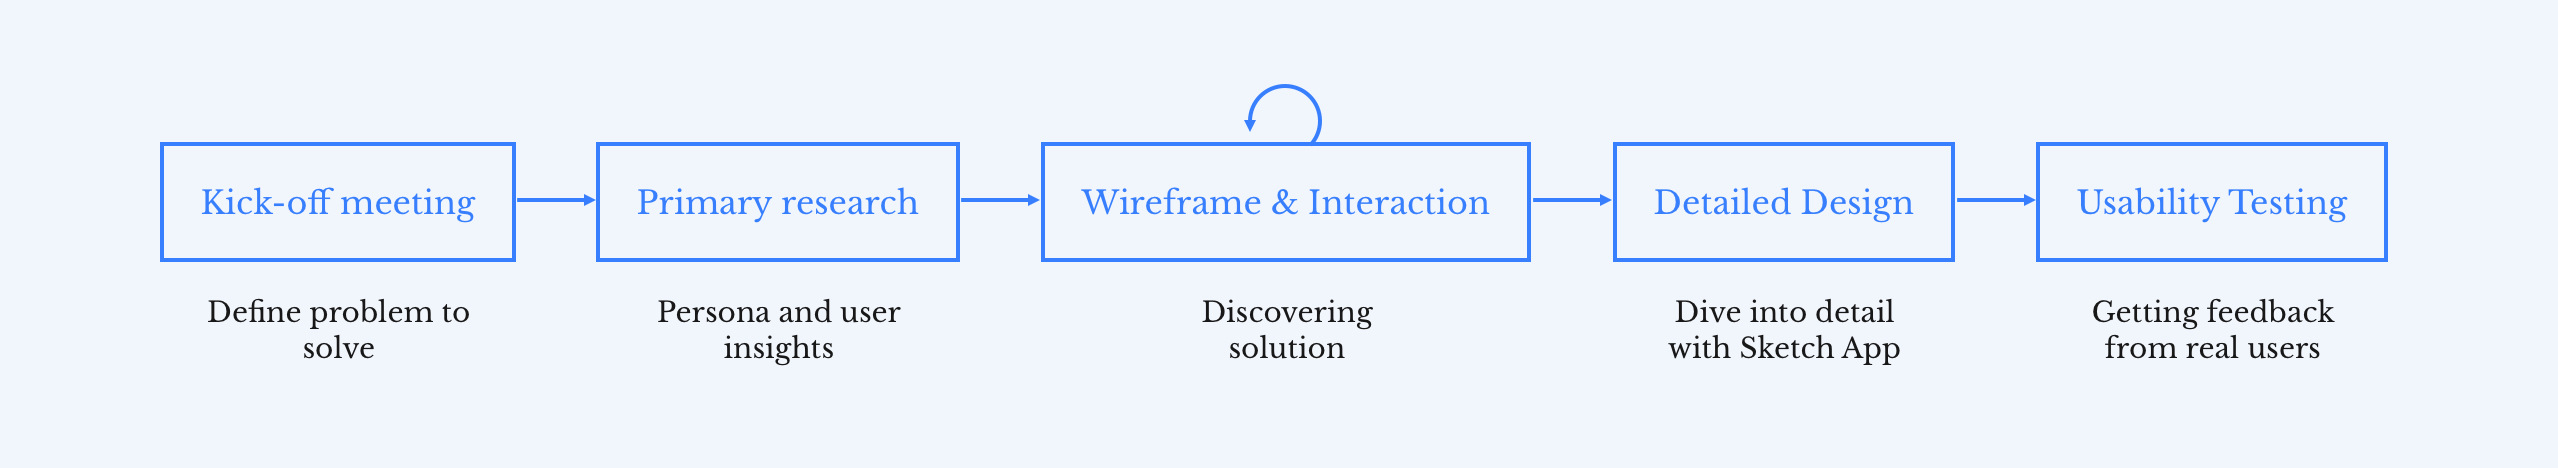 Kick-off meeting
Primary research
Wireframe & Interaction
Detailed Design
Usability Testing
Define problem to
solve
Persona and user
insights
Discovering
solution
Dive into detail
with Sketch App
Getting feedback
from real users